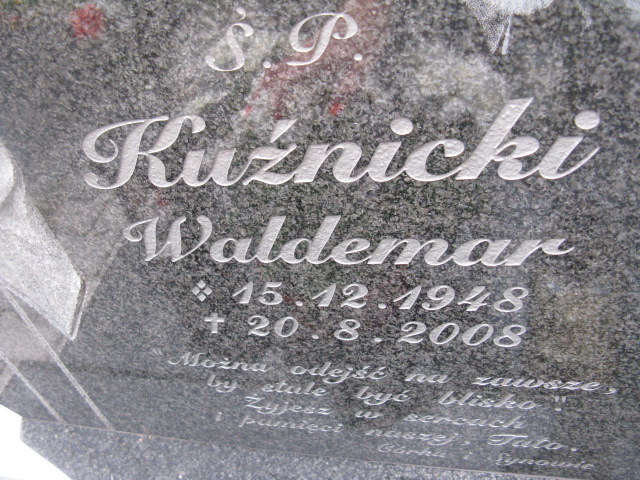 Ś.P.
Kuźnicki
Waldemar
15.12.1948
✝ 20.8.2008
"Można odejść na zawsze,
by stale być blisko".
Żyjesz w sercach
i pamięci naszej, Tato.
Córka i Synowie